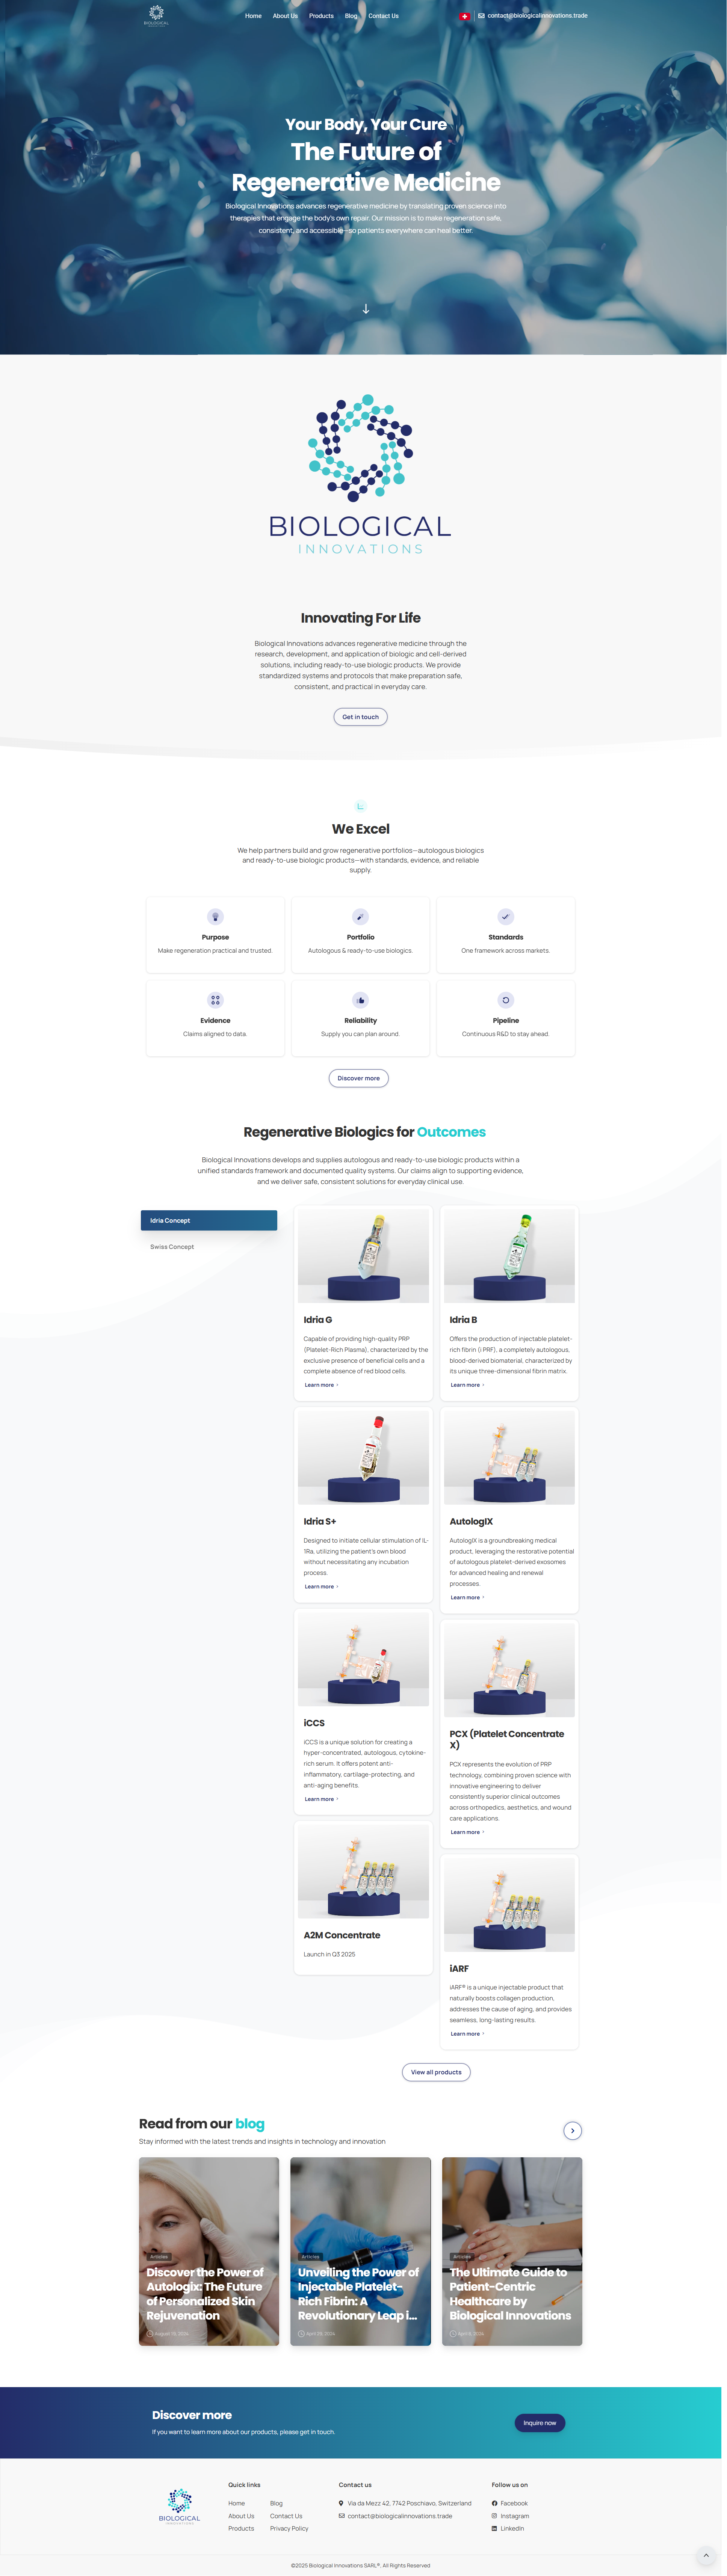 BIOLOGICAL
Home
About Us
Products
Blog
Contact Us
contact@biologicalinnovations.trade
Your Body, Your Cure
The Future of
Regenerative Medicine
Biological Innovations advances regenerative medicine by translating proven science into
therapies that engage the body's own repair. Our mission is to make regeneration safe,
consistent, and accessible—so patients everywhere can heal better.
BIOLOGICAL
INNOVATIONS
Innovating For Life
Biological Innovations advances regenerative medicine through the
research, development, and application of biologic and cell-derived
solutions, including ready-to-use biologic products. We provide
standardized systems and protocols that make preparation safe,
consistent, and practical in everyday care.
Get in touch
We Excel
We help partners build and grow regenerative portfolios—autologous biologics
and ready-to-use biologic products—with standards, evidence, and reliable
supply.
Purpose
Make regeneration practical and trusted.
Portfolio
Autologous & ready-to-use biologics.
Standards
One framework across markets.
Evidence
Claims aligned to data.
Reliability
Supply you can plan around.
Pipeline
Continuous R&D to stay ahead.
Discover more
Regenerative Biologics for Outcomes
Biological Innovations develops and supplies autologous and ready-to-use biologic products within a
unified standards framework and documented quality systems. Our claims align to supporting evidence,
and we deliver safe, consistent solutions for everyday clinical use.
Idria Concept
Swiss Concept
Idria G
Capable of providing high-quality PRP
(Platelet-Rich Plasma), characterized by the
exclusive presence of beneficial cells and a
complete absence of red blood cells.
Learn more
Idria B
Offers the production of injectable platelet-
rich fibrin (i-PRF), a completely autologous,
blood-derived biomaterial, characterized by
its unique three-dimensional fibrin matrix.
Learn more
Idria S+
Designed to initiate cellular stimulation of IL-
1Ra, utilizing the patient's own blood
without necessitating any incubation
process.
Learn more
AutologIX
AutologIX is a groundbreaking medical
product, leveraging the restorative potential
of autologous platelet-derived exosomes
for advanced healing and renewal
processes.
Learn more
iCCS
iCCS is a unique solution for creating a
hyper-concentrated, autologous, cytokine-
rich serum. It offers potent anti-
inflammatory, cartilage-protecting, and
anti-aging benefits.
Learn more
PCX (Platelet Concentrate
X)
PCX represents the evolution of PRP
technology, combining proven science with
innovative engineering to deliver
consistently superior clinical outcomes
across orthopedics, aesthetics, and wound
care applications.
Learn more
A2M Concentrate
Launch in Q3 2025
iARF
iARF® is a unique injectable product that
naturally boosts collagen production,
addresses the cause of aging, and provides
seamless, long-lasting results.
Learn more
View all products
Read from our blog
Stay informed with the latest trends and insights in technology and innovation
Articles
Discover the Power of
Autologix: The Future
of Personalized Skin
Rejuvenation
August 19, 2024
Articles
Unveiling the Power of
Injectable Platelet-
Rich Fibrin: A
Revolutionary Leap i...
April 20, 2024
Articles
The Ultimate Guide to
Patient-Centric
Healthcare by
Biological Innovations
April 6, 2024
Discover more
If you want to learn more about our products, please get in touch.
Inquire now
BIOLOGICAL
INNOVATIONS
Quick links
Home
Blog
About Us
Contact Us
Products
Privacy Policy
Contact us
Via da Mezz 42, 7742 Poschiavo, Switzerland
contact@biologicalinnovations.trade
Follow us on
Facebook
Instagram
LinkedIn
©2025 Biological Innovations SARL®. All Rights Reserved